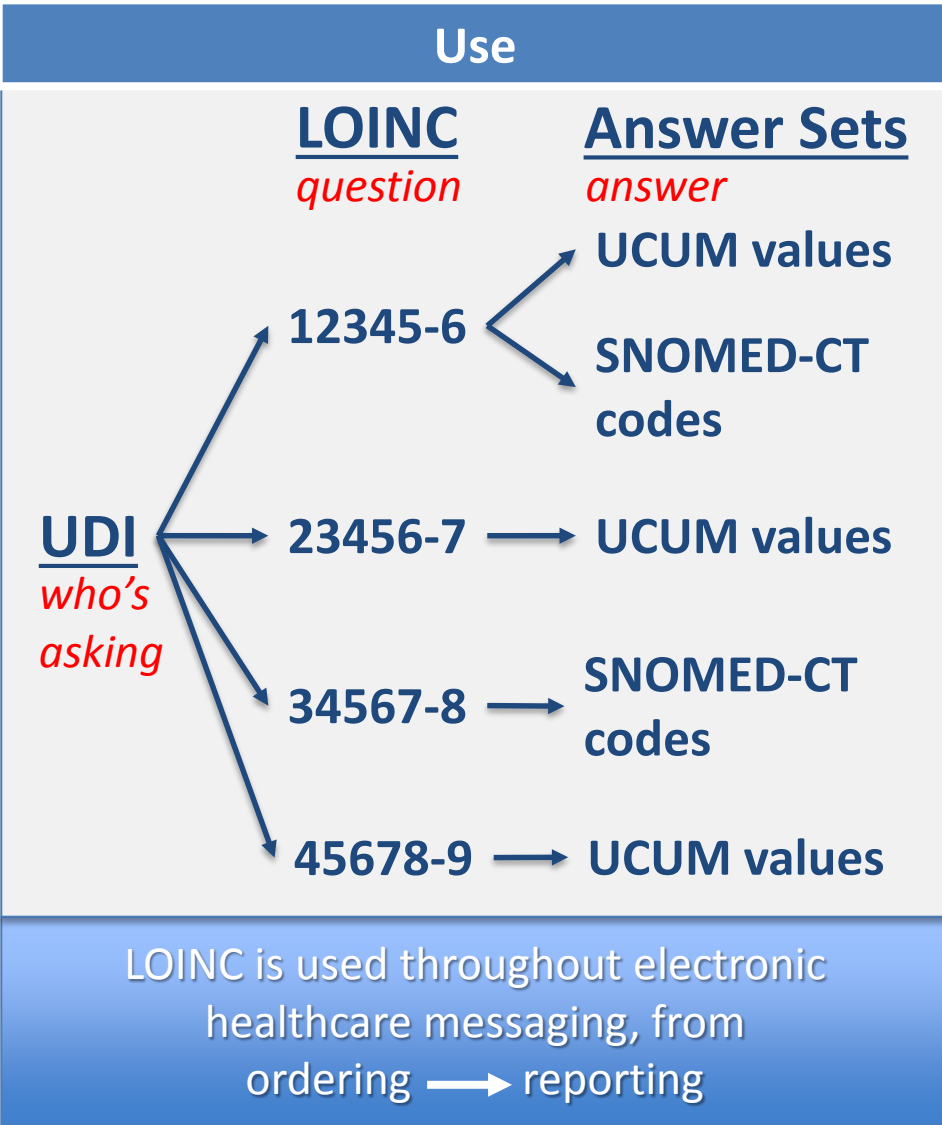 Use
LOINC
question
Answer Sets
answer
UCUM values
12345-6
SNOMED-CT
codes
UDI
who's
asking
23456-7
UCUM values
34567-8
SNOMED-CT
codes
45678-9
UCUM values
LOINC is used throughout electronic
healthcare messaging, from
ordering → reporting